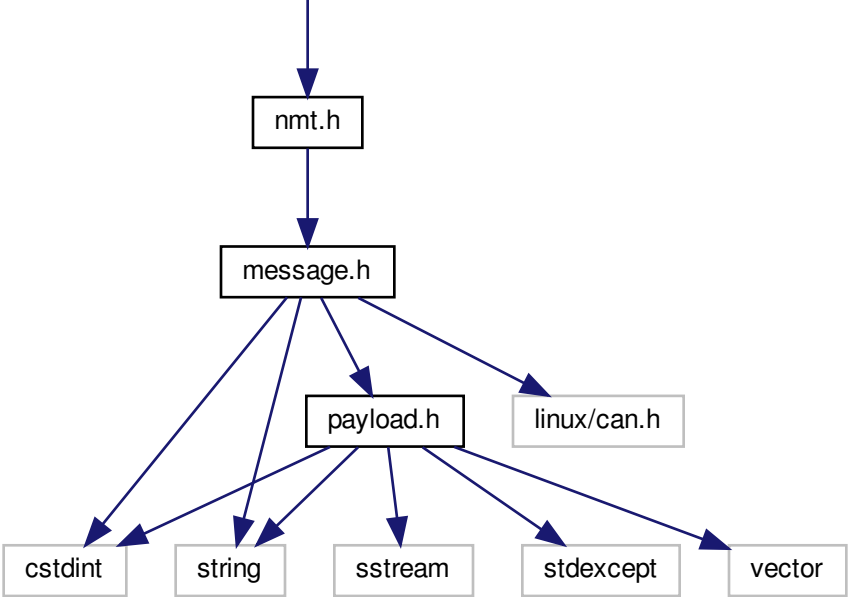 nmt.h
message.h
payload.h
linux/can.h
cstdint
string
sstream
stdexcept
vector